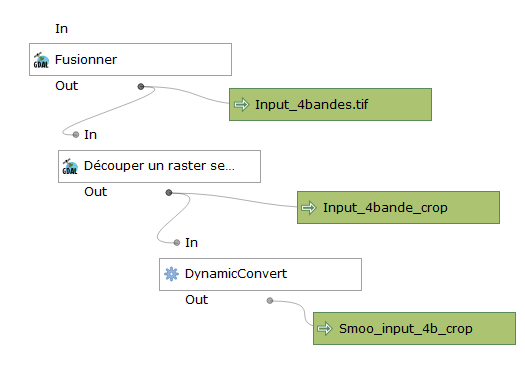 In
GDAL Fusionner
Out
Input_4bandes.tif
In
GDAL Découper un raster se...
Out
Input_4bande_crop
In
DynamicConvert
Out
Smoo_input_4b_crop